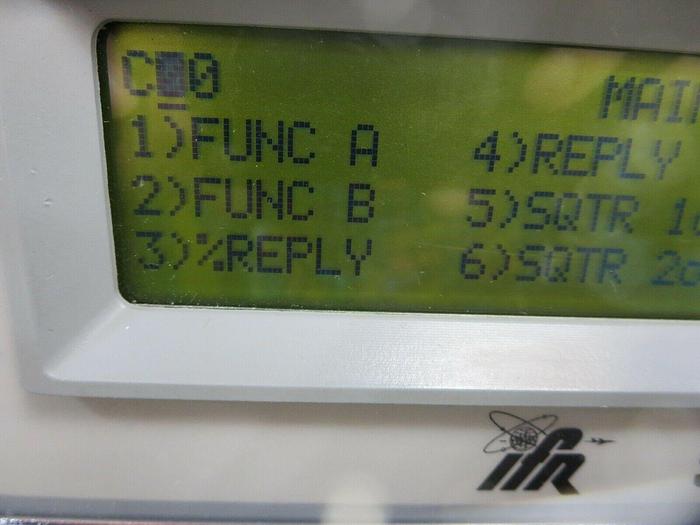 C 0
MAI
1)FUNC A 4)REPLY
2)FUNC B 5)SQTR 1
3)%REPLY 6)SQTR 2
ifr